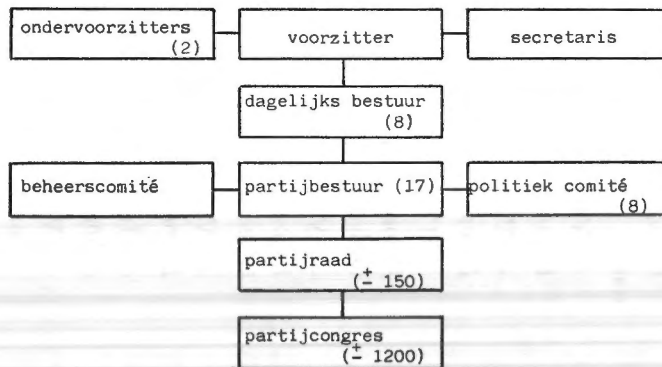 ondervoorzitters
(2)
voorzitter
secretaris
dagelijks bestuur
(8)
beheerscomité
partijbestuur (17)
politiek comité
(8)
partijraad
(± 150)
partijcongres
(± 1200)